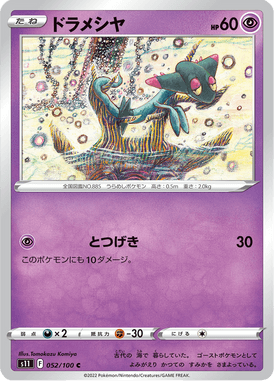 たね ドラメシヤ HP60
全国図鑑NO.885 うらめしポケモン 高さ：0.5m 重さ：2.0kg
とつげき 30
このポケモンにも10ダメージ。
弱点 ×2 抵抗力 -30 にげる
Illus. Tomokazu Komiya
s11 F 052/100 C
古代の 海で 暮らしていた。 ゴーストポケモンとして
よみがえり かつての すみかを さまよっている。
©2022 Pokémon/Nintendo/Creatures/GAME FREAK.